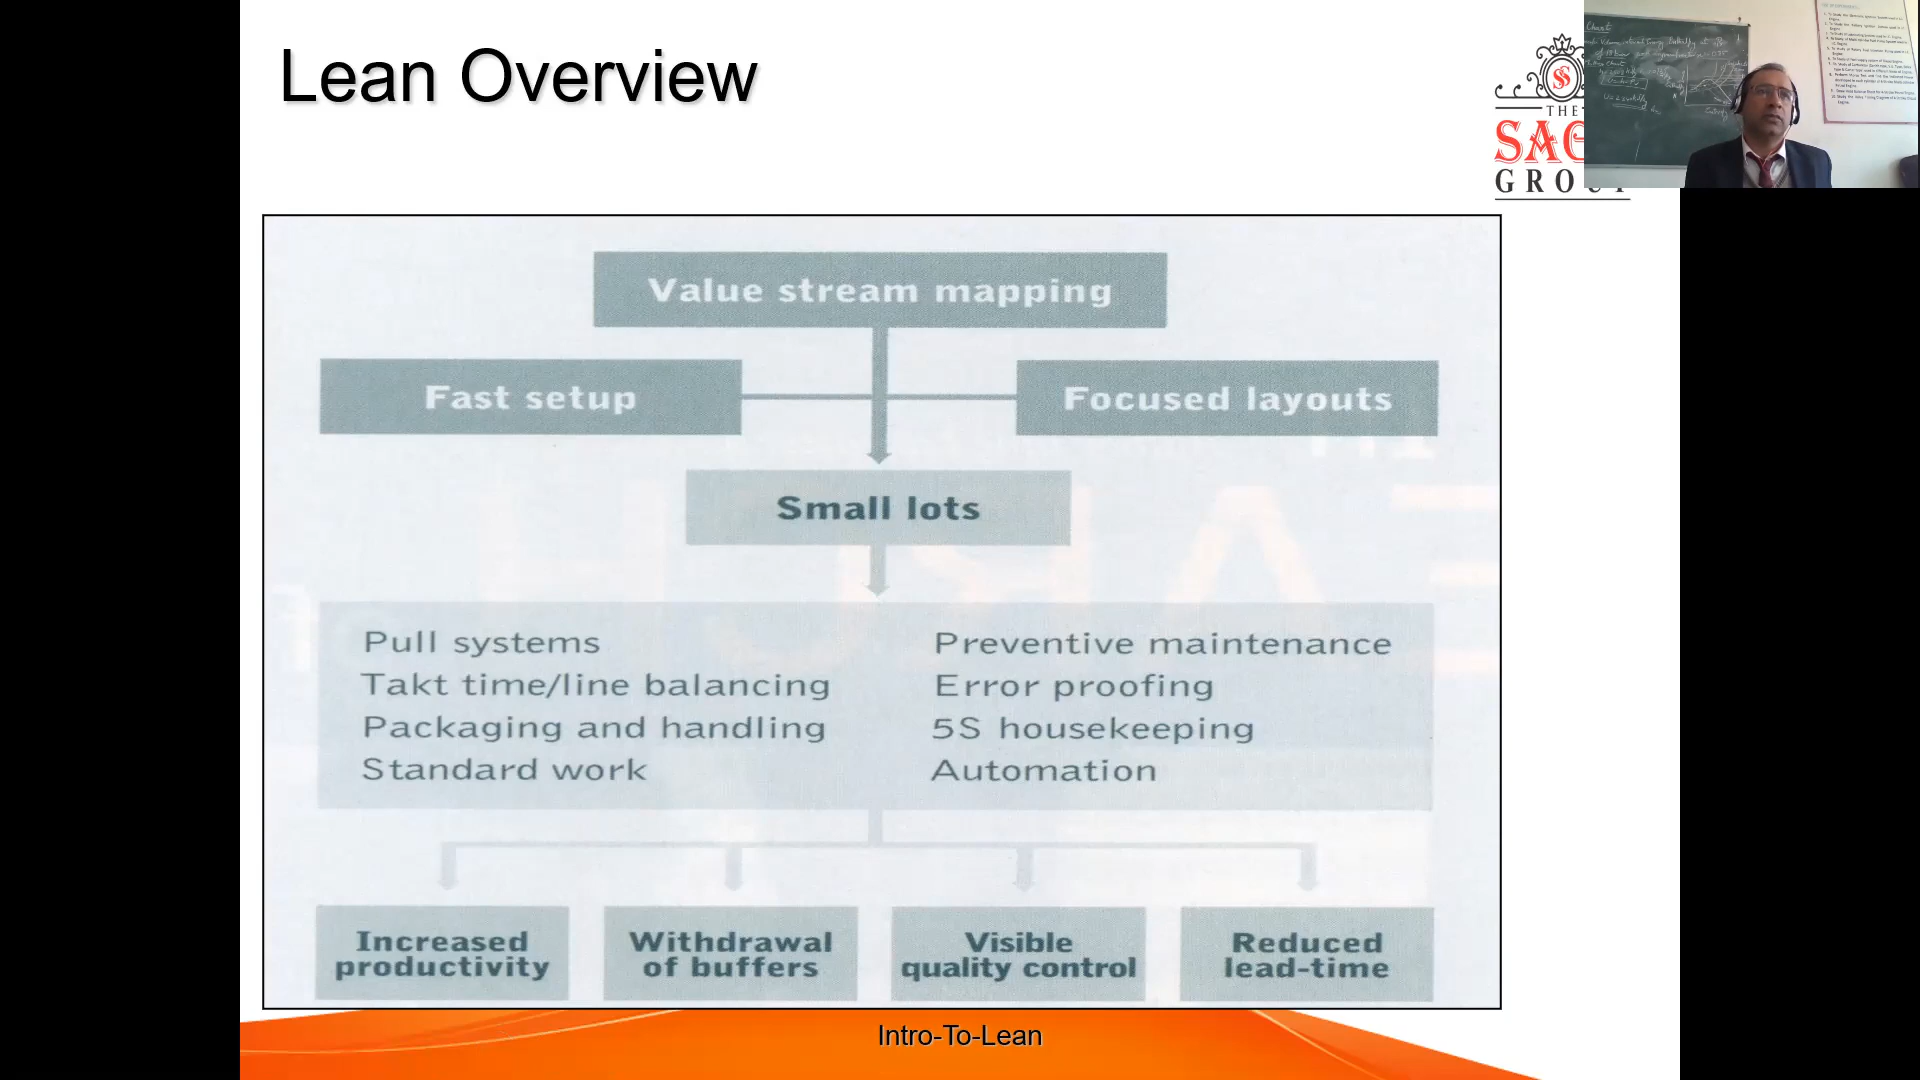 Lean Overview
THE
SA
GROU
Value stream mapping
Fast setup
Focused layouts
Small lots
Pull systems
Takt time/line balancing
Packaging and handling
Standard work
Preventive maintenance
Error proofing
5S housekeeping
Automation
Increased
productivity
Withdrawal
of buffers
Visible
quality control
Reduced
lead-time
Intro-To-Lean